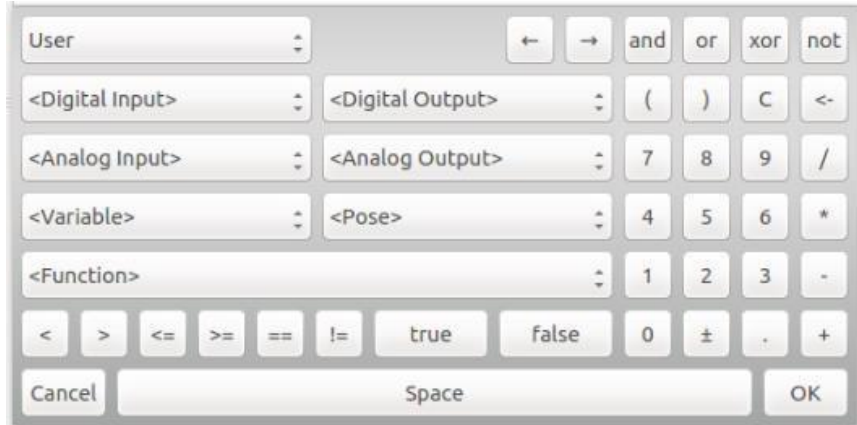 User ← → and or xor not
<Digital Input> <Digital Output> ( ) C <-
<Analog Input> <Analog Output> 7 8 9 /
<Variable> <Pose> 4 5 6 *
<Function> 1 2 3 -
< > <= >= == != true false 0 ± . +
Cancel Space OK